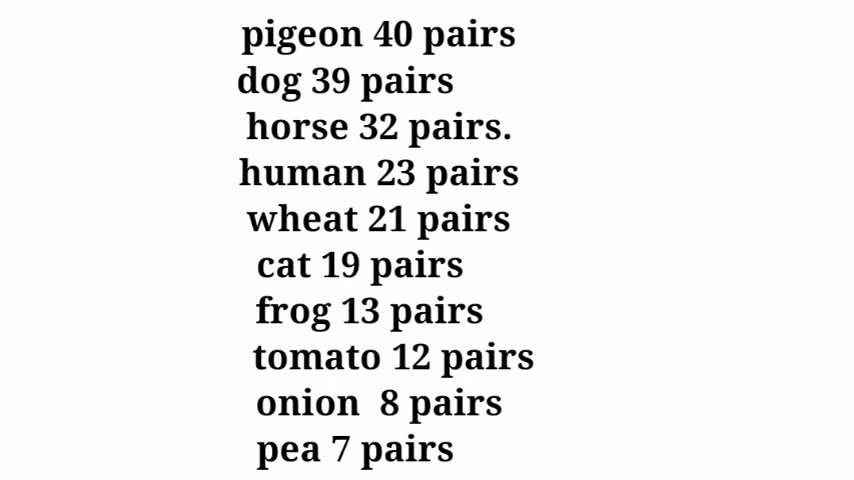 pigeon 40 pairs
dog 39 pairs
horse 32 pairs.
human 23 pairs
wheat 21 pairs
cat 19 pairs
frog 13 pairs
tomato 12 pairs
onion 8 pairs
pea 7 pairs